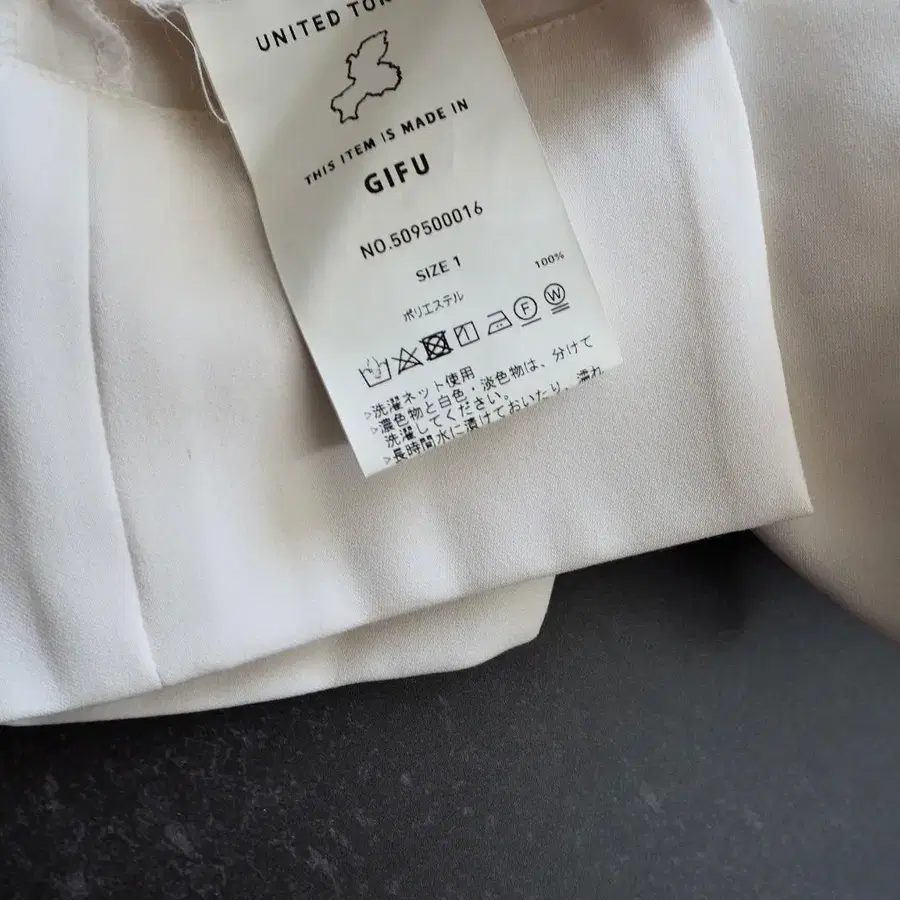 UNITED TOK
THIS ITEM IS MADE IN
GIFU
NO.509500016
SIZE 1
ポリエステル 100%
F W
>洗濯ネット使用
>濃色物と白色・淡色物は、分けて
洗濯してください。
>長時間水に漬けておいたり、濡れ